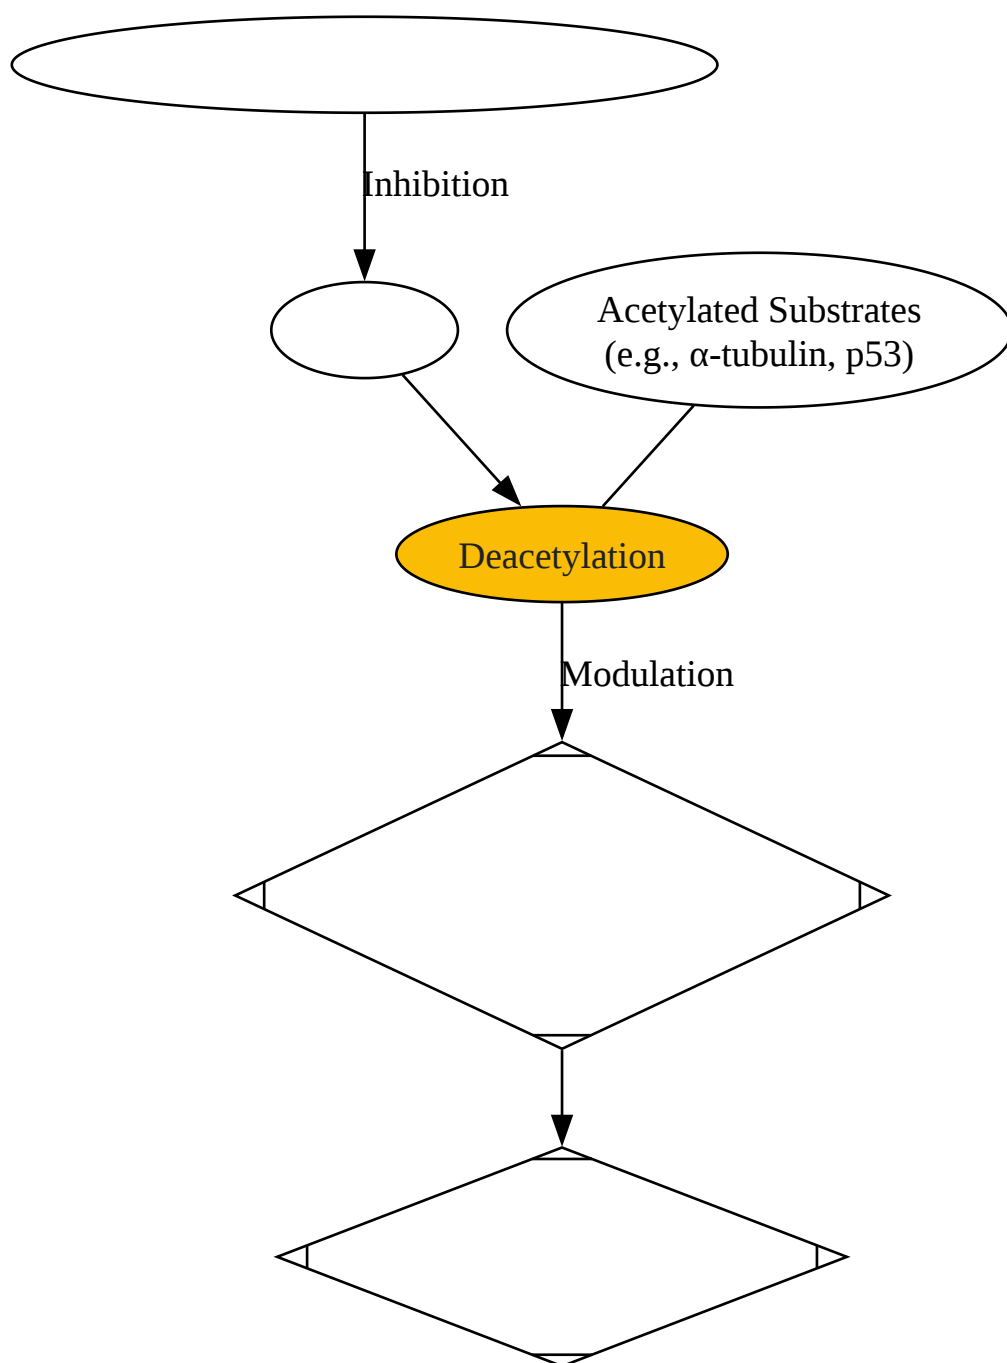 Inhibition
Acetylated Substrates
(e.g., α-tubulin, p53)
Deacetylation
Modulation